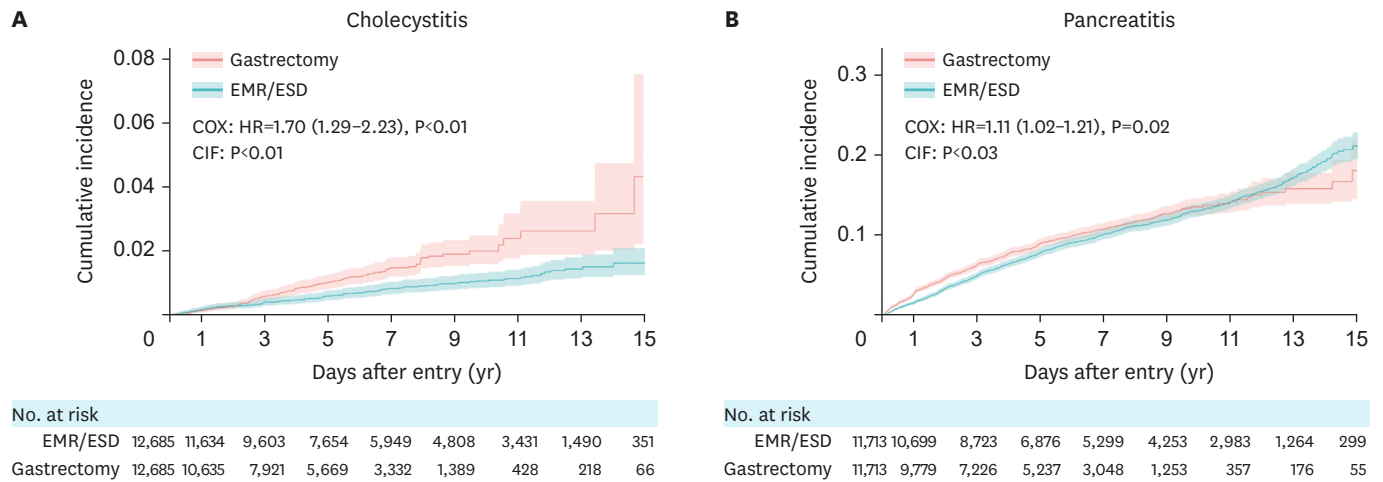 A
Cholecystitis
Cumulative incidence
0.08
0.06
0.04
0.02
0
Gastrectomy
EMR/ESD
COX: HR=1.70 (1.29–2.23), P<0.01
CIF: P<0.01
1 3 5 7 9 11 13 15
Days after entry (yr)
No. at risk
EMR/ESD 12,685 11,634 9,603 7,654 5,949 4,808 3,431 1,490 351
Gastrectomy 12,685 10,635 7,921 5,669 3,332 1,389 428 218 66
B
Pancreatitis
Cumulative incidence
0.3
0.2
0.1
0
Gastrectomy
EMR/ESD
COX: HR=1.11 (1.02–1.21), P=0.02
CIF: P<0.03
1 3 5 7 9 11 13 15
Days after entry (yr)
No. at risk
EMR/ESD 11,713 10,699 8,723 6,876 5,299 4,253 2,983 1,264 299
Gastrectomy 11,713 9,779 7,226 5,237 3,048 1,253 357 176 55